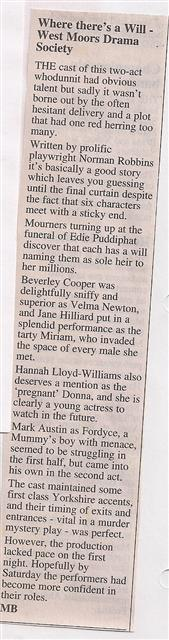 Where there's a Will -
West Moors Drama
Society
THE cast of this two-act
whodunnit had obvious
talent but sadly it wasn't
borne out by the often
hesitant delivery and a plot
that had one red herring too
many.
Written by prolific
playwright Norman Robbins
it's basically a good story
which leaves you guessing
until the final curtain despite
the fact that six characters
meet with a sticky end.
Mourners turning up at the
funeral of Edie Puddiphat
discover that each has a will
naming them as sole heir to
her millions.
Beverley Cooper was
delightfully sniffy and
superior as Velma Newton,
and Jane Hilliard put in a
splendid performance as the
tarty Miriam, who invaded
the space of every male she
met.
Hannah Lloyd-Williams also
deserves a mention as the
'pregnant' Donna, and she is
clearly a young actress to
watch in the future.
Mark Austin as Fordyce, a
Mummy's boy with menace,
seemed to be struggling in
the first half, but came into
his own in the second act.
The cast maintained some
first class Yorkshire accents,
and their timing of exits and
entrances - vital in a murder
mystery play - was perfect.
However, the production
lacked pace on the first
night. Hopefully by
Saturday the performers had
become more confident in
their roles.
MB